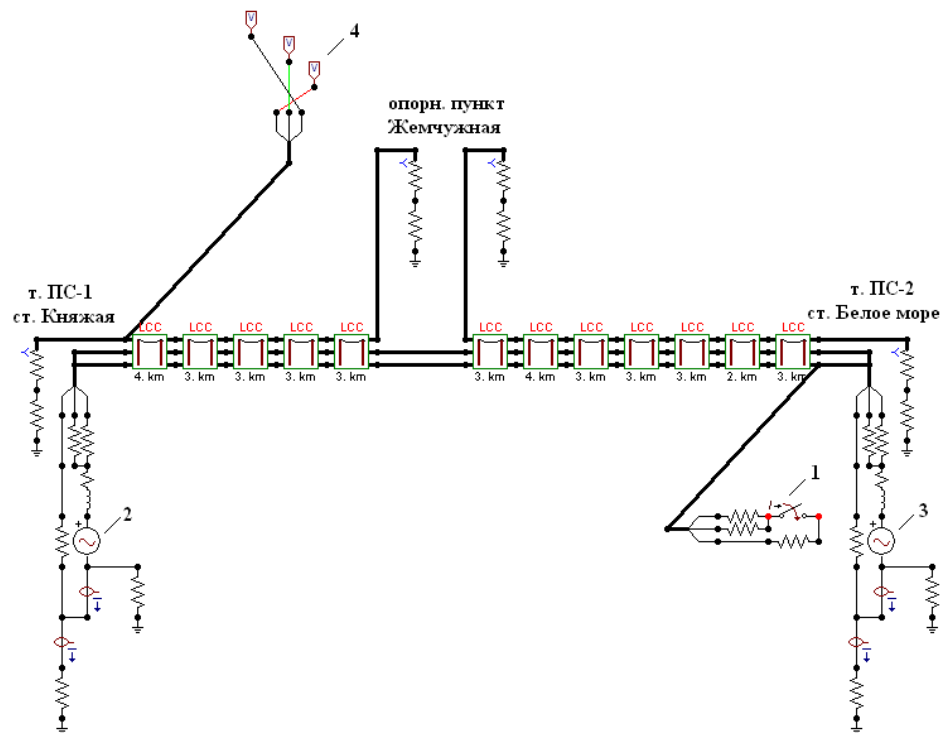 V
V
V
4
опорн. пункт
Жемчужная
Y
Y
т. ПС-1
ст. Княжая
т. ПС-2
ст. Белое море
LCC
LCC
LCC
LCC
LCC
LCC
LCC
LCC
LCC
LCC
LCC
LCC
Y
Y
4. km
3. km
3. km
3. km
3. km
3. km
4. km
3. km
3. km
3. km
2. km
3. km
1
I
+
2
+
3
I
I
I
I